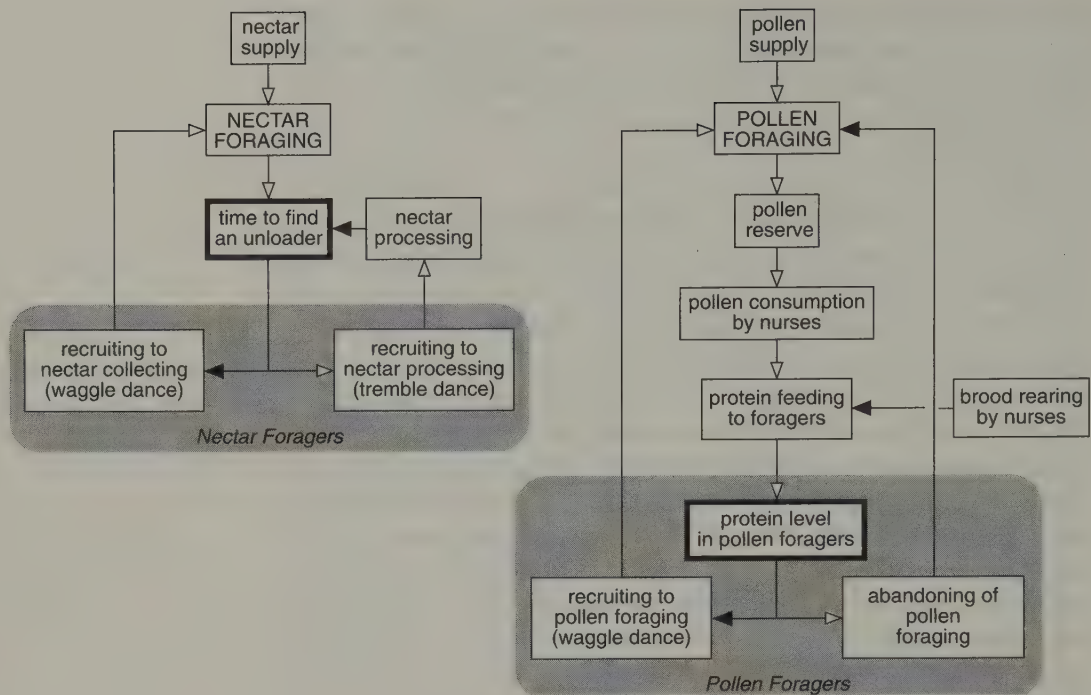 nectar
supply
NECTAR
FORAGING
time to find
an unloader
nectar
processing
recruiting to
nectar collecting
(waggle dance)
recruiting to
nectar processing
(tremble dance)
Nectar Foragers
pollen
supply
POLLEN
FORAGING
pollen
reserve
pollen consumption
by nurses
protein feeding
to foragers
brood rearing
by nurses
protein level
in pollen foragers
recruiting to
pollen foraging
(waggle dance)
abandoning of
pollen
foraging
Pollen Foragers